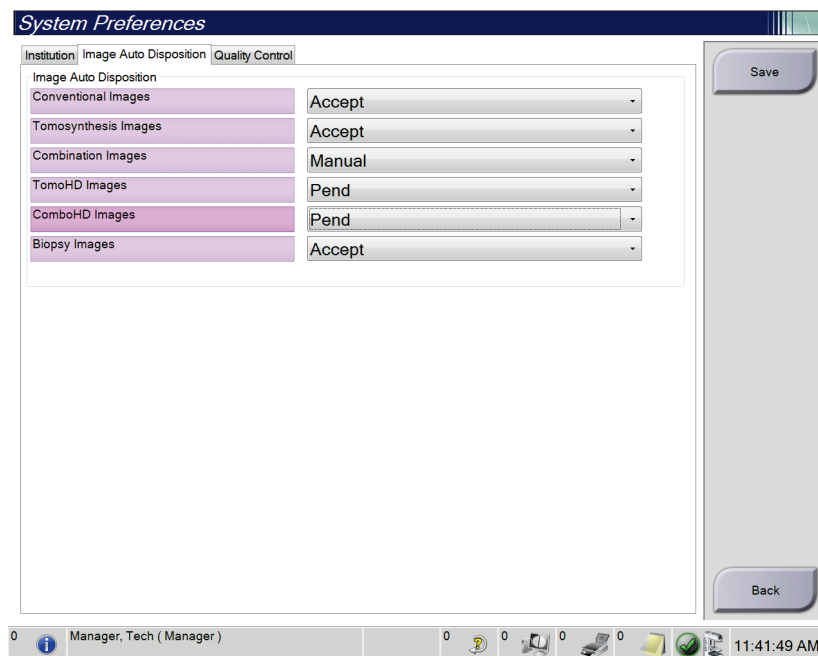 System Preferences
Institution Image Auto Disposition Quality Control
Image Auto Disposition
Save
Conventional Images Accept
Tomosynthesis Images Accept
Combination Images Manual
TomoHD Images Pend
ComboHD Images Pend
Biopsy Images Accept
Back
0 Manager, Tech ( Manager ) 0 0 0 0 11:41:49 AM